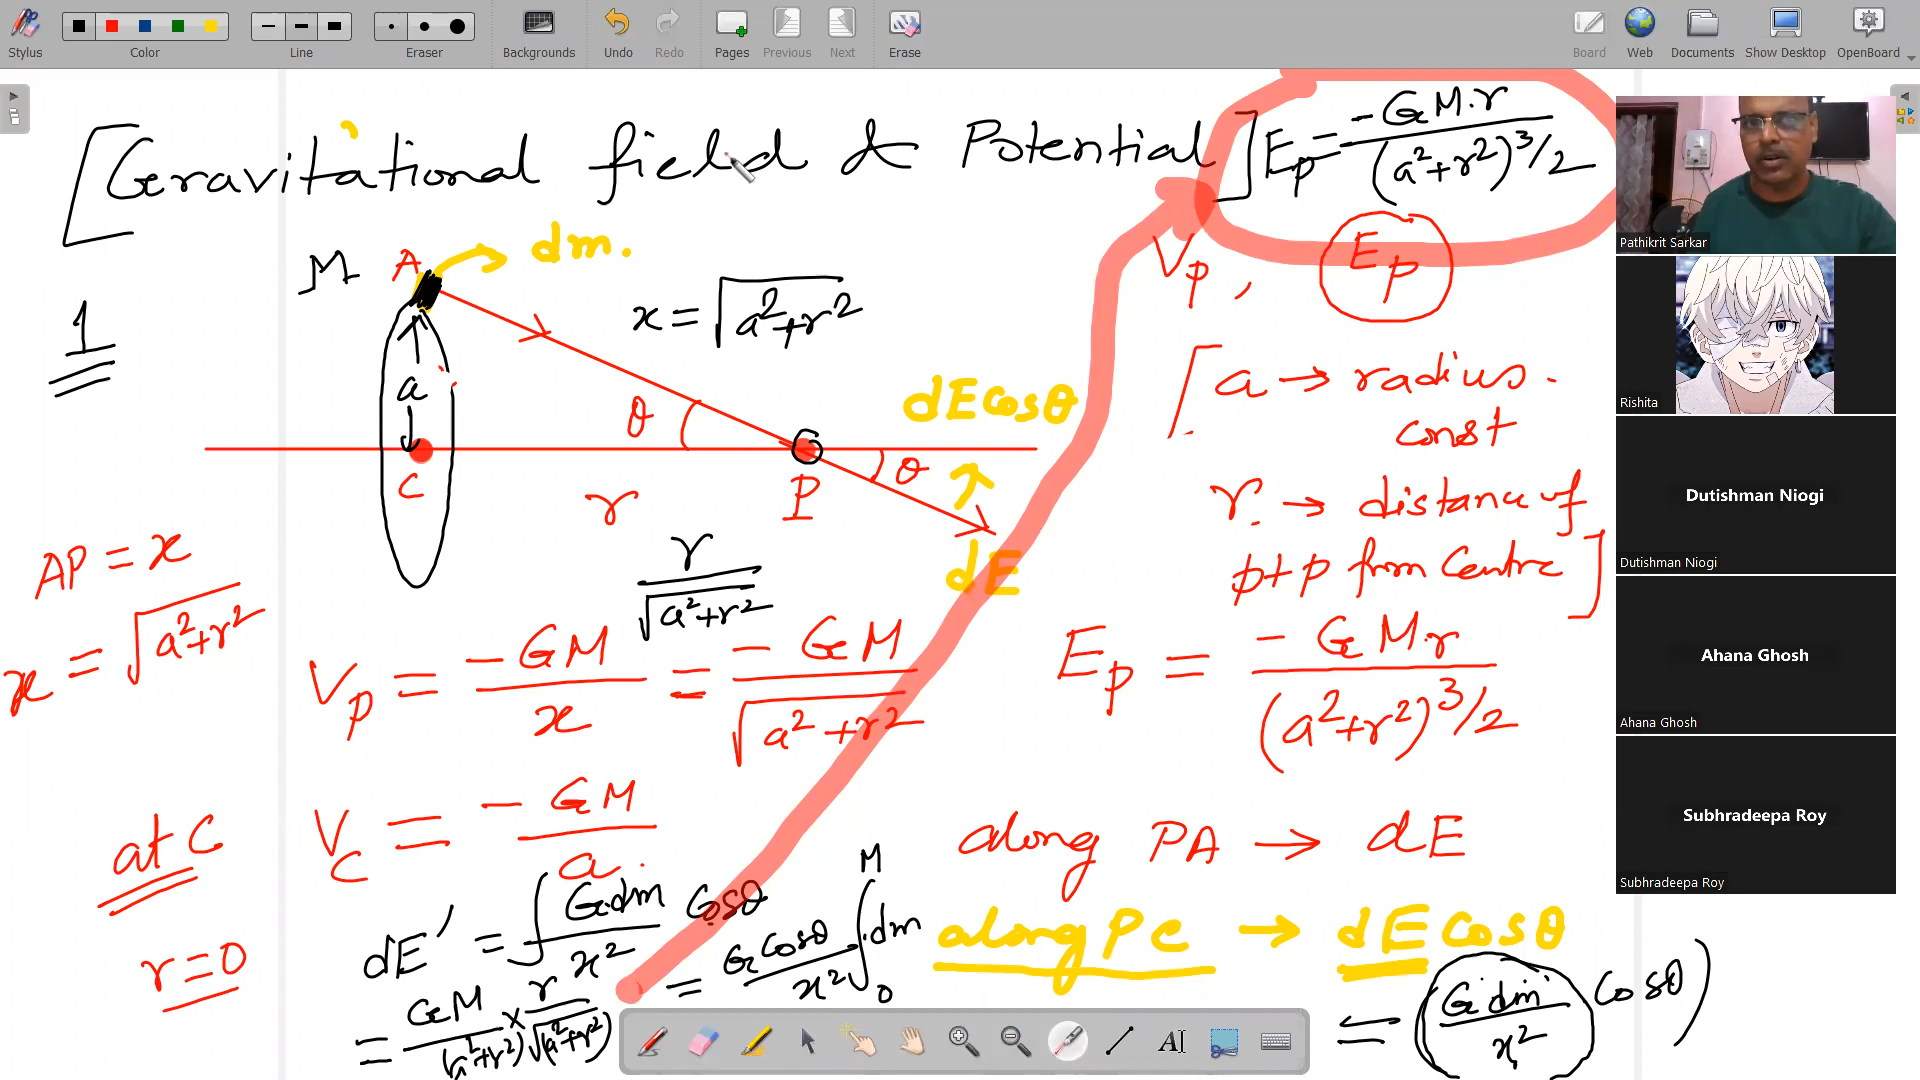 Stylus
Color
Line
Eraser
Backgrounds
Undo
Redo
Pages
Previous
Next
Erase
Board
Web
Documents
Show Desktop
OpenBoard
[Gravitational field & Potential]
Ep = -GM.r / (a²+r²)^3/2
Vp, Ep
1
M
A
dm.
x = √a²+r²
a
C
θ
r
P
θ
dE cosθ
dE
[a → radius.
const
r → distance of
pt p from Centre]
AP = x
x = √a²+r²
r / √a²+r²
Vp = -GM / x = -GM / √a²+r²
Ep = -GM.r / (a²+r²)^3/2
at C
r=0
Vc = -GM / a.
along PA → dE
along PC → dE cosθ
= (G dm / x² cosθ)
dE' = ∫ G.dm / x² cosθ = G cosθ / x² ∫₀ᴹ dm
= GM / (a²+r²) × r / √(a²+r²)
Pathikrit Sarkar
Rishita
Dutishman Niogi
Dutishman Niogi
Ahana Ghosh
Ahana Ghosh
Subhradeepa Roy
Subhradeepa Roy